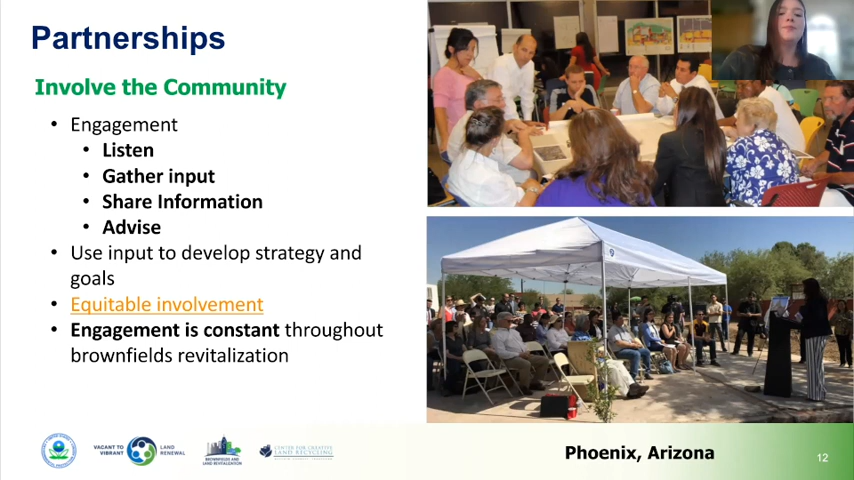 Partnerships
Involve the Community
• Engagement
• Listen
• Gather input
• Share Information
• Advise
• Use input to develop strategy and
goals
• Equitable involvement
• Engagement is constant throughout
brownfields revitalization
VACANT TO
VIBRANT
LAND
RENEWAL
BROWNFIELDS AND
LAND REVITALIZATION
CENTER FOR CREATIVE
LAND RECYCLING
Phoenix, Arizona
12